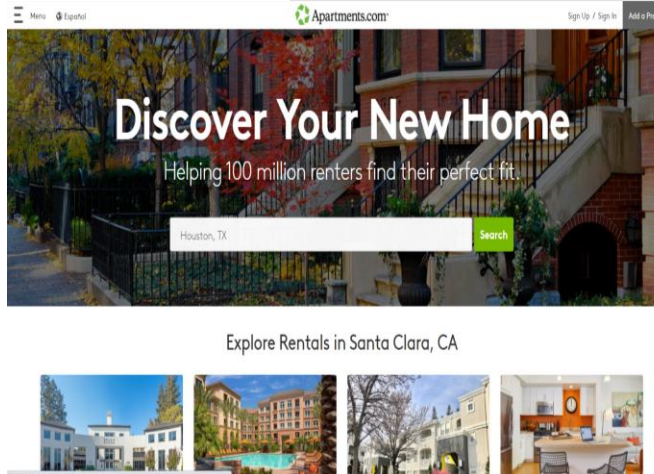 Menu Español
Apartments.com
Sign Up / Sign In
Add a Pro
Discover Your New Home
Helping 100 million renters find their perfect fit.
Houston, TX
Search
Explore Rentals in Santa Clara, CA